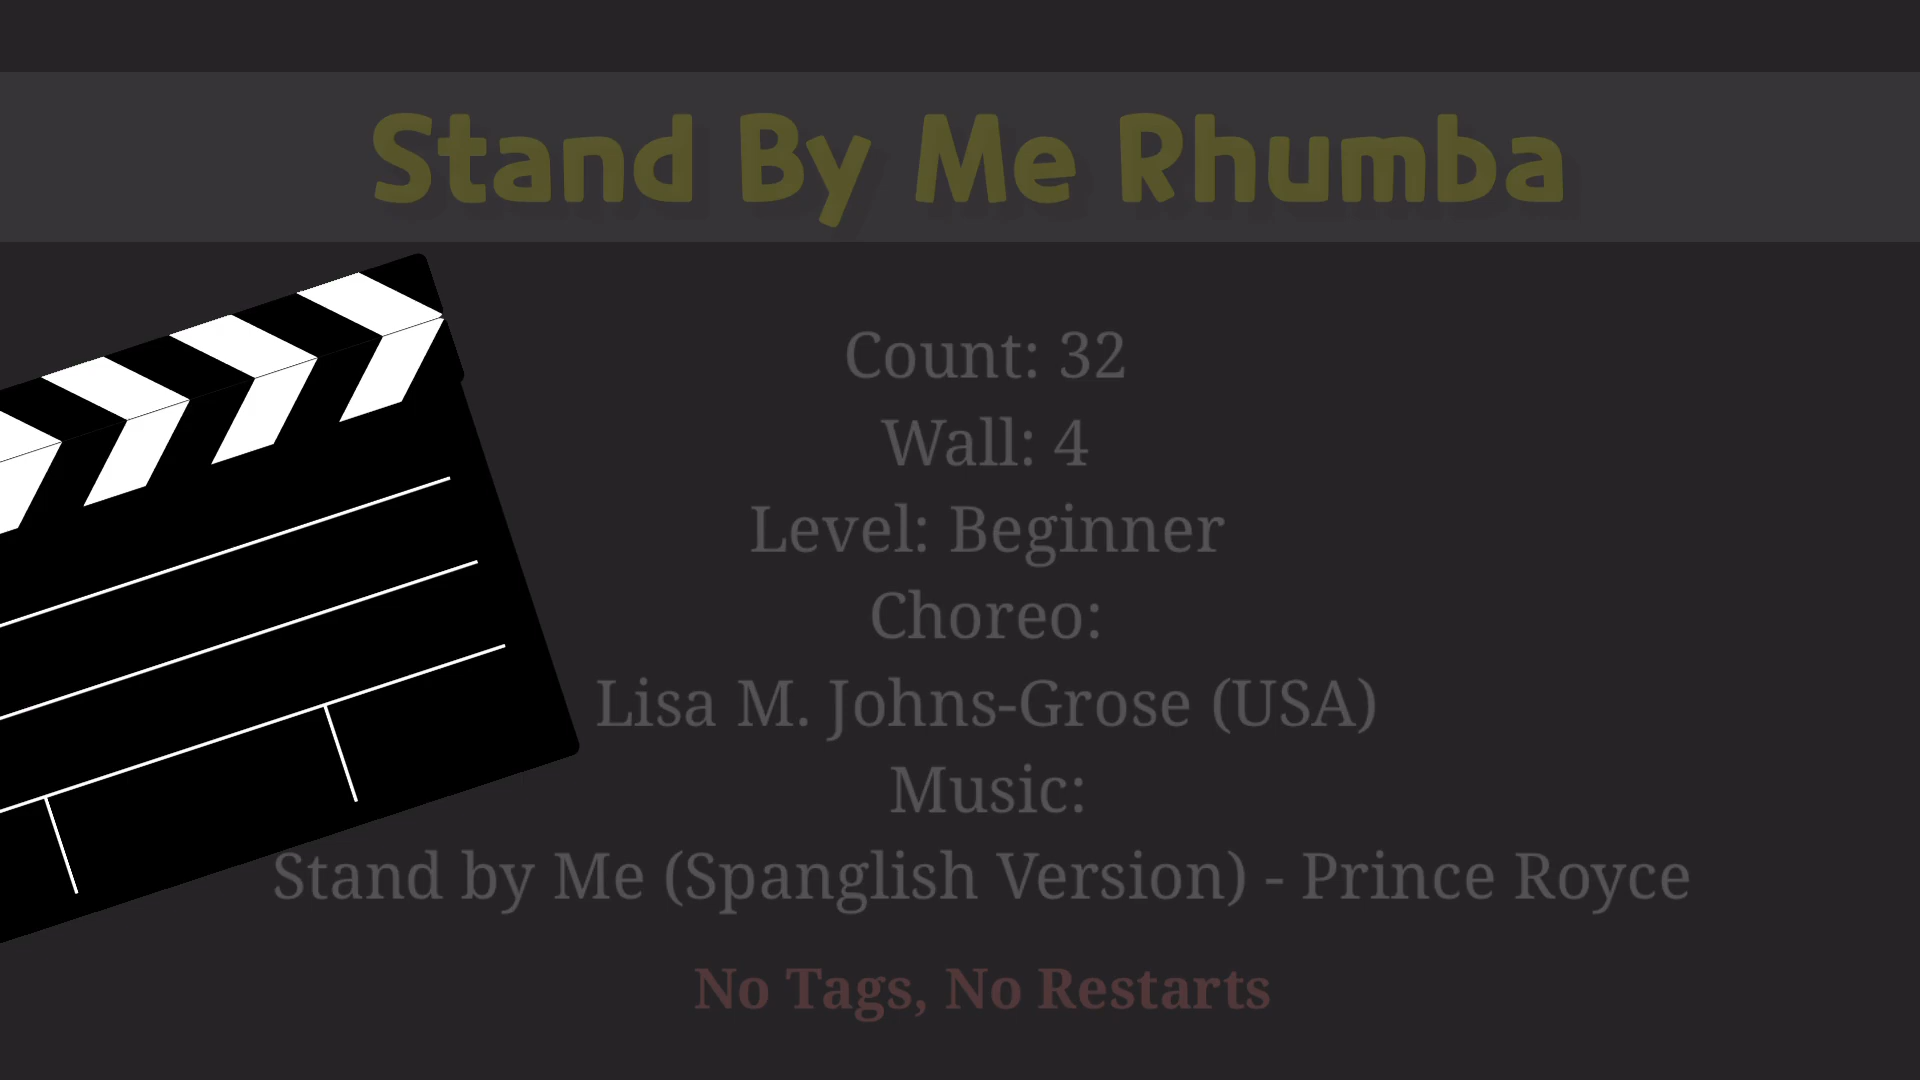 Stand By Me Rhumba
Count: 32
Wall: 4
Level: Beginner
Choreo:
Lisa M. Johns-Grose (USA)
Music:
Stand by Me (Spanglish Version) - Prince Royce
No Tags, No Restarts